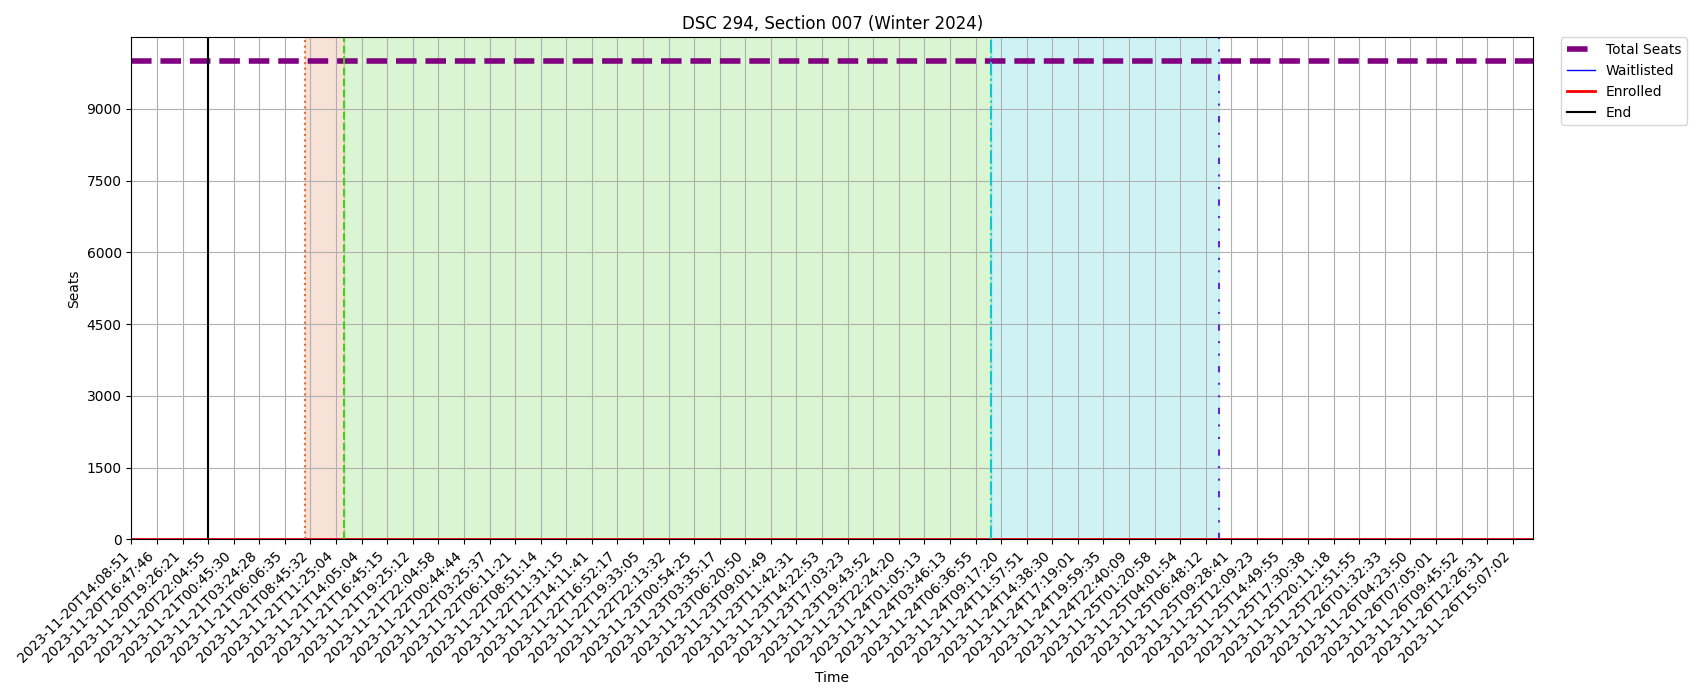 DSC 294, Section 007 (Winter 2024)
Total Seats
Waitlisted
Enrolled
End
Seats
9000
7500
6000
4500
3000
1500
0
2023-11-20T14:08:51
2023-11-20T16:47:46
2023-11-20T19:26:21
2023-11-20T22:04:55
2023-11-21T00:45:30
2023-11-21T03:24:28
2023-11-21T06:06:35
2023-11-21T08:45:32
2023-11-21T11:25:04
2023-11-21T14:05:04
2023-11-21T16:45:15
2023-11-21T19:25:12
2023-11-21T22:04:58
2023-11-22T00:44:44
2023-11-22T03:25:37
2023-11-22T06:11:21
2023-11-22T08:51:14
2023-11-22T11:31:15
2023-11-22T14:11:41
2023-11-22T16:52:17
2023-11-22T19:33:05
2023-11-22T22:13:32
2023-11-23T00:54:25
2023-11-23T03:35:17
2023-11-23T06:20:50
2023-11-23T09:01:49
2023-11-23T11:42:31
2023-11-23T14:22:53
2023-11-23T17:03:23
2023-11-23T19:43:52
2023-11-23T22:24:20
2023-11-24T01:05:13
2023-11-24T03:46:13
2023-11-24T06:36:55
2023-11-24T09:17:20
2023-11-24T11:57:51
2023-11-24T14:38:30
2023-11-24T17:19:01
2023-11-24T19:59:35
2023-11-24T22:40:09
2023-11-25T01:20:58
2023-11-25T04:01:54
2023-11-25T06:48:12
2023-11-25T09:28:41
2023-11-25T12:09:23
2023-11-25T14:49:55
2023-11-25T17:30:38
2023-11-25T20:11:18
2023-11-25T22:51:55
2023-11-26T01:32:33
2023-11-26T04:23:50
2023-11-26T07:05:01
2023-11-26T09:45:52
2023-11-26T12:26:31
2023-11-26T15:07:02
Time